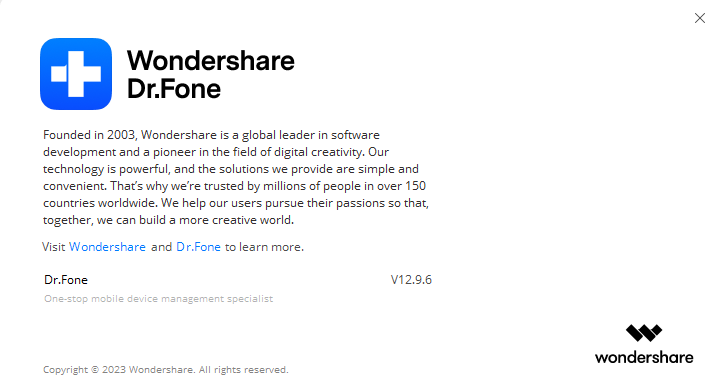 Wondershare
Dr.Fone
Founded in 2003, Wondershare is a global leader in software
development and a pioneer in the field of digital creativity. Our
technology is powerful, and the solutions we provide are simple and
convenient. That's why we're trusted by millions of people in over 150
countries worldwide. We help our users pursue their passions so that,
together, we can build a more creative world.
Visit Wondershare and Dr.Fone to learn more.
Dr.Fone V12.9.6
One-stop mobile device management specialist
wondershare
Copyright © 2023 Wondershare. All rights reserved.